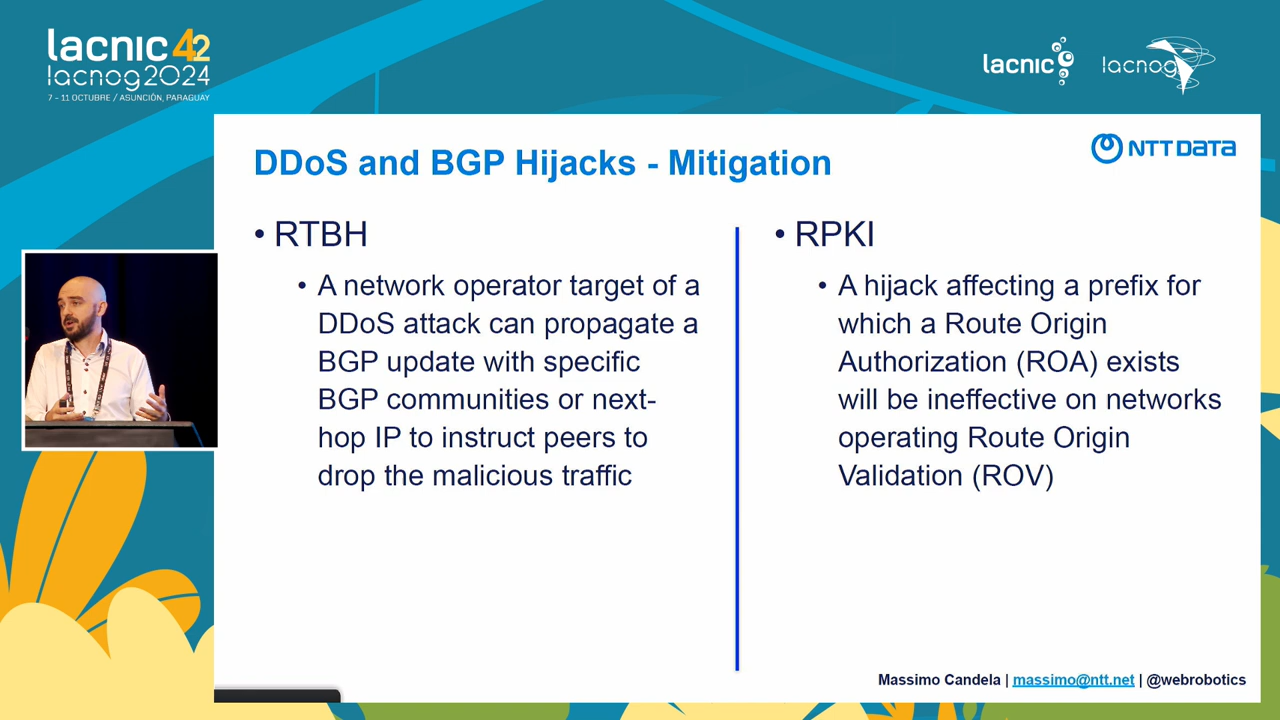 lacnic 42
lacnog2024
7 - 11 OCTUBRE / ASUNCIÓN, PARAGUAY
lacnic
lacnog
NTT DATA
DDoS and BGP Hijacks - Mitigation
• RTBH
• A network operator target of a
DDoS attack can propagate a
BGP update with specific
BGP communities or next-
hop IP to instruct peers to
drop the malicious traffic
• RPKI
• A hijack affecting a prefix for
which a Route Origin
Authorization (ROA) exists
will be ineffective on networks
operating Route Origin
Validation (ROV)
Massimo Candela | massimo@ntt.net | @webrobotics